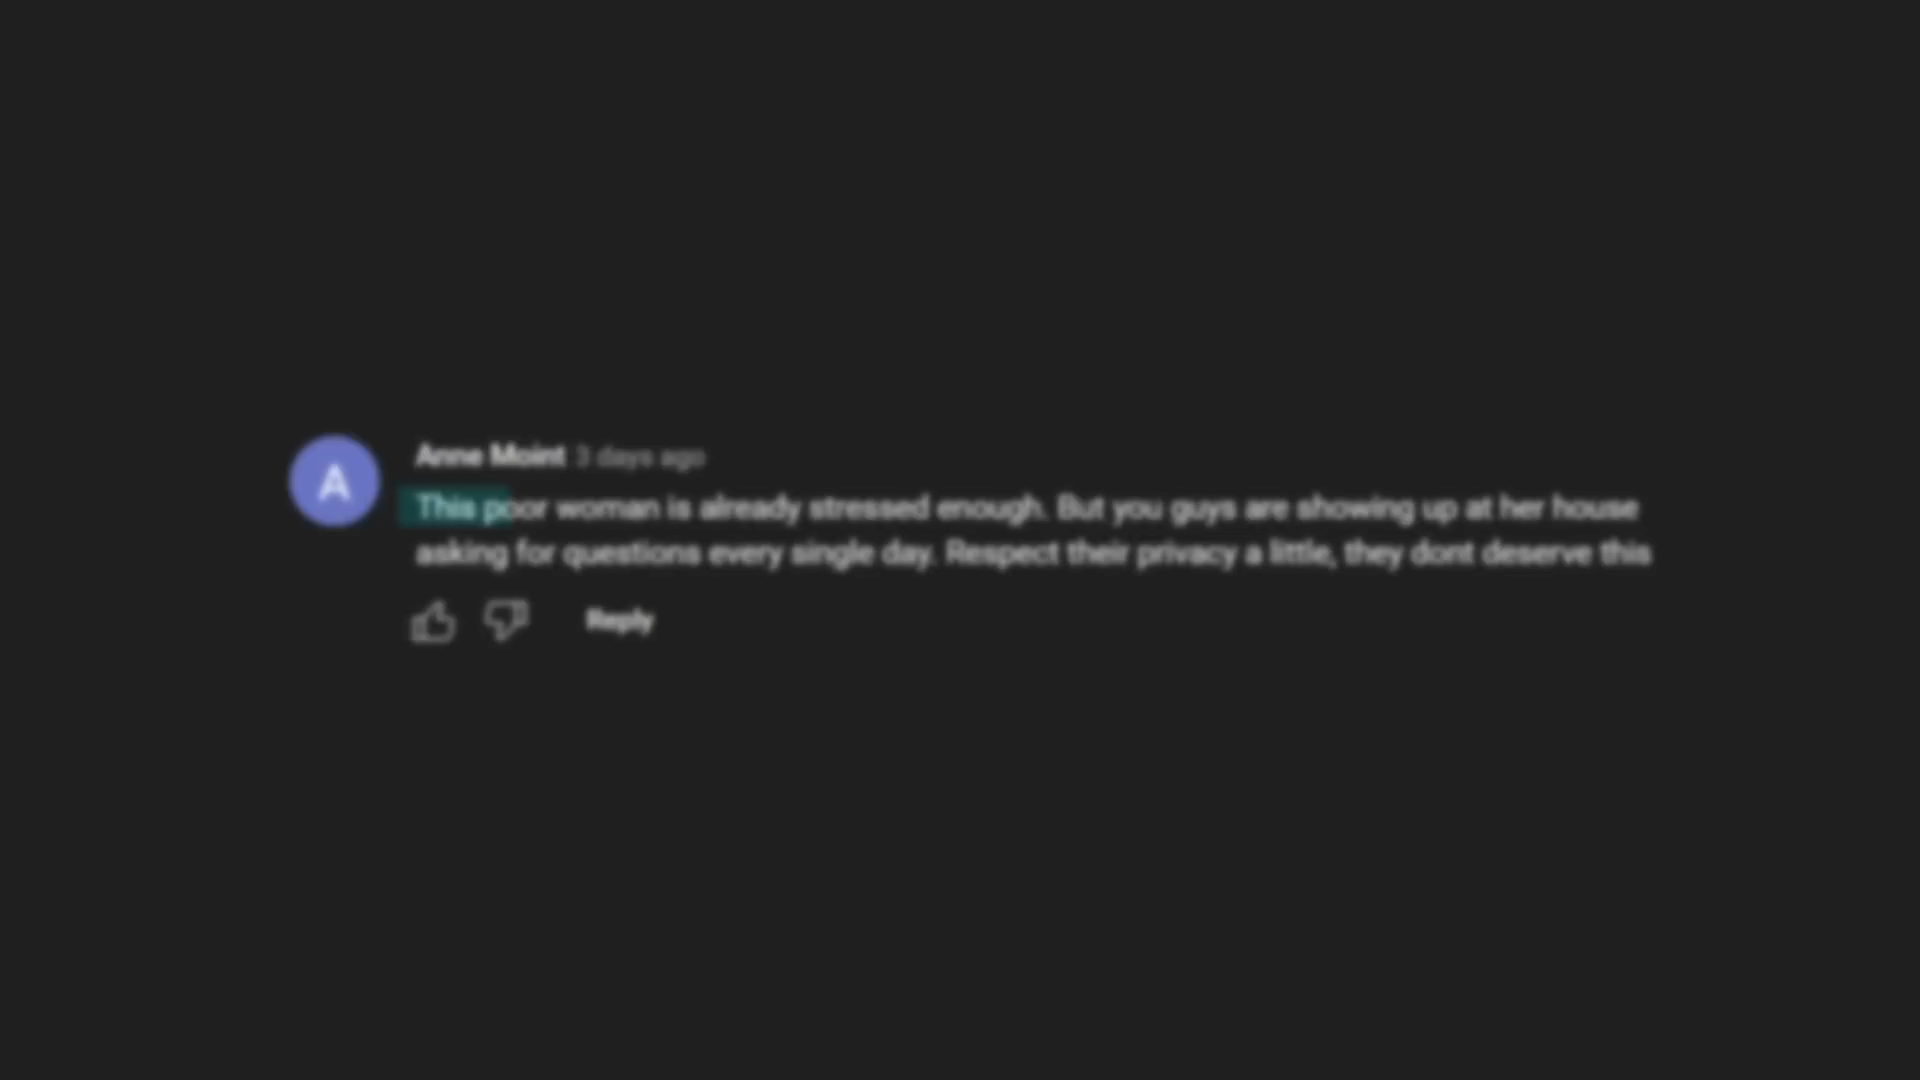 A
Anne Moint 3 days ago
This poor woman is already stressed enough. But you guys are showing up at her house
asking for questions every single day. Respect their privacy a little, they dont deserve this
Reply